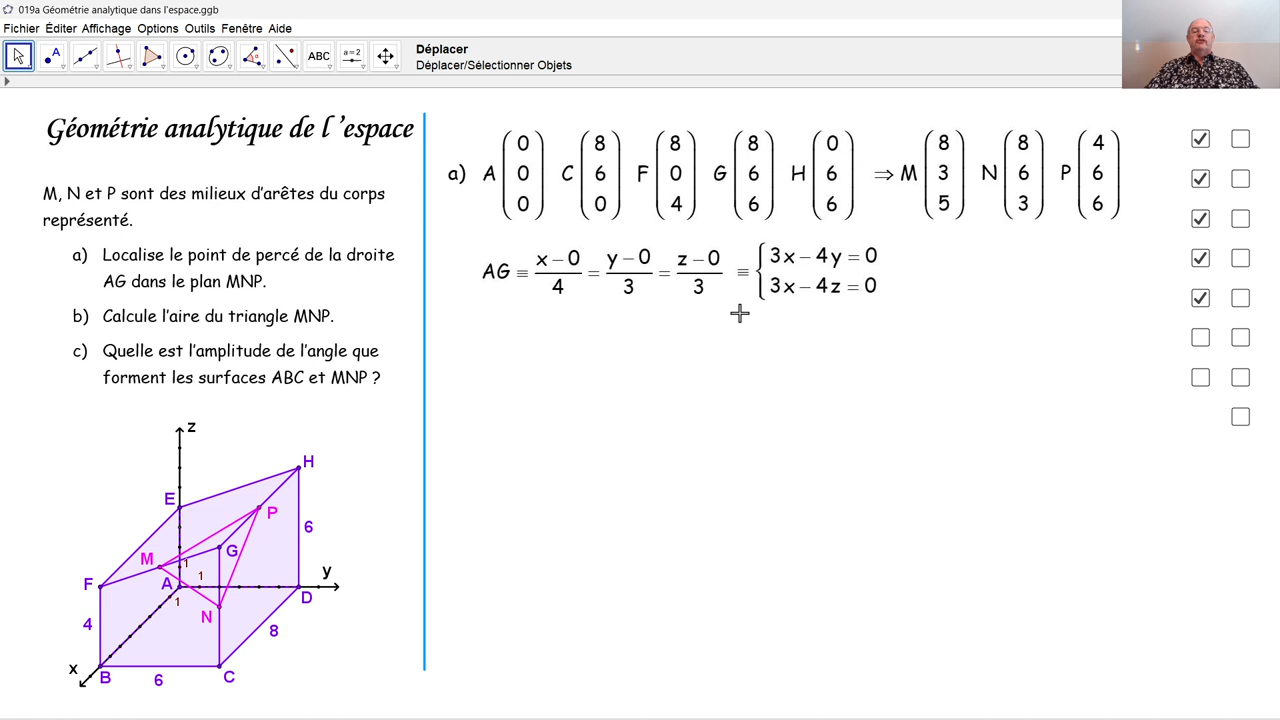 019a Géométrie analytique dans l'espace.ggb
Fichier Éditer Affichage Options Outils Fenêtre Aide
A ABC a=2 Déplacer
Déplacer/Sélectionner Objets
Géométrie analytique de l 'espace
M, N et P sont des milieux d'arêtes du corps
représenté.
a) Localise le point de percé de la droite
AG dans le plan MNP.
b) Calcule l'aire du triangle MNP.
c) Quelle est l'amplitude de l'angle que
forment les surfaces ABC et MNP ?
a) A (0 0 0) C (8 6 0) F (8 0 4) G (8 6 6) H (0 6 6) ⇒ M (8 3 5) N (8 6 3) P (4 6 6)
AG ≡ x – 0 / 4 = y – 0 / 3 = z – 0 / 3 ≡ { 3x – 4y = 0
3x – 4z = 0
z
H
E
P
6
M
G
1
1
y
F
A
D
1
N
4
8
x
B
6
C